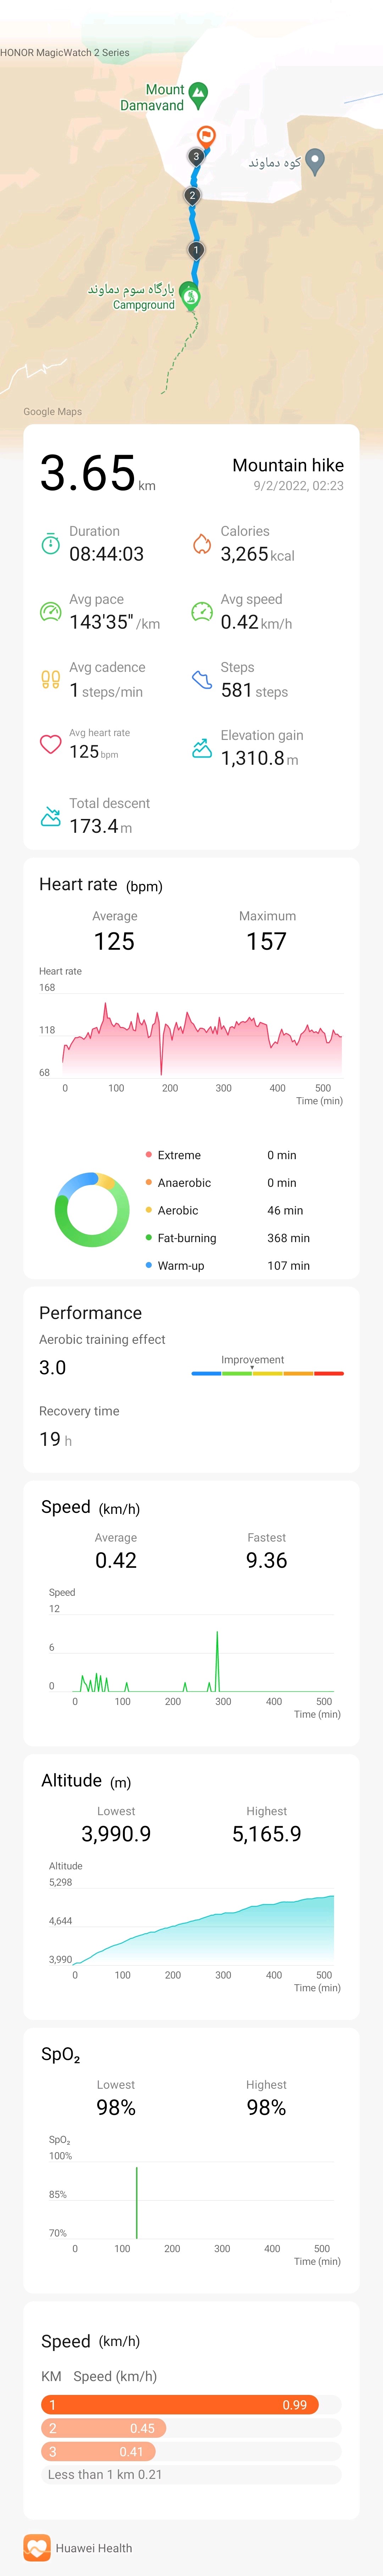 HONOR MagicWatch 2 Series
Mount
Damavand
3
کوه دماوند
2
1
بارگاه سوم دماوند
Campground
Google Maps
3.65 km
Mountain hike
9/2/2022, 02:23
Duration
08:44:03
Calories
3,265 kcal
Avg pace
143'35" /km
Avg speed
0.42 km/h
Avg cadence
1 steps/min
Steps
581 steps
Avg heart rate
125 bpm
Elevation gain
1,310.8 m
Total descent
173.4 m
Heart rate (bpm)
Average
125
Maximum
157
Heart rate
168
118
68
0 100 200 300 400 500
Time (min)
Extreme 0 min
Anaerobic 0 min
Aerobic 46 min
Fat-burning 368 min
Warm-up 107 min
Performance
Aerobic training effect
3.0
Improvement
Recovery time
19 h
Speed (km/h)
Average
0.42
Fastest
9.36
Speed
12
6
0
0 100 200 300 400 500
Time (min)
Altitude (m)
Lowest
3,990.9
Highest
5,165.9
Altitude
5,298
4,644
3,990
0 100 200 300 400 500
Time (min)
SpO₂
Lowest
98%
Highest
98%
SpO₂
100%
85%
70%
0 100 200 300 400 500
Time (min)
Speed (km/h)
KM Speed (km/h)
1 0.99
2 0.45
3 0.41
Less than 1 km 0.21
Huawei Health